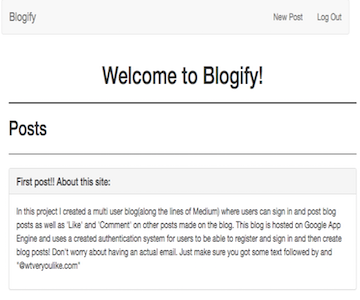 Blogify
New Post Log Out
Welcome to Blogify!
Posts
First post!! About this site:
In this project I created a multi user blog(along the lines of Medium) where users can sign in and post blog
posts as well as 'Like' and 'Comment' on other posts made on the blog. This blog is hosted on Google App
Engine and uses a created authentication system for users to be able to register and sign in and then create
blog posts! Don't worry about having an actual email. Just make sure you got some text followed by and
"@wtveryoulike.com"